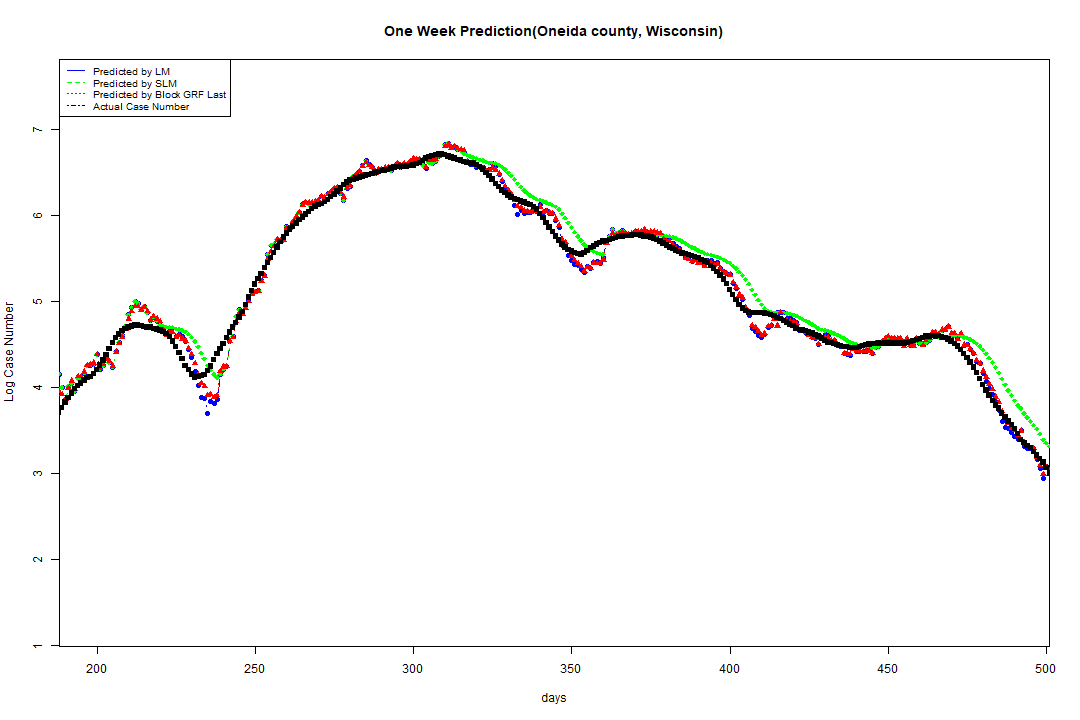 One Week Prediction(Oneida county, Wisconsin)
Predicted by LM
Predicted by SLM
Predicted by Block GRF Last
Actual Case Number
Log Case Number
7
6
5
4
3
2
1
200 250 300 350 400 450 500
days